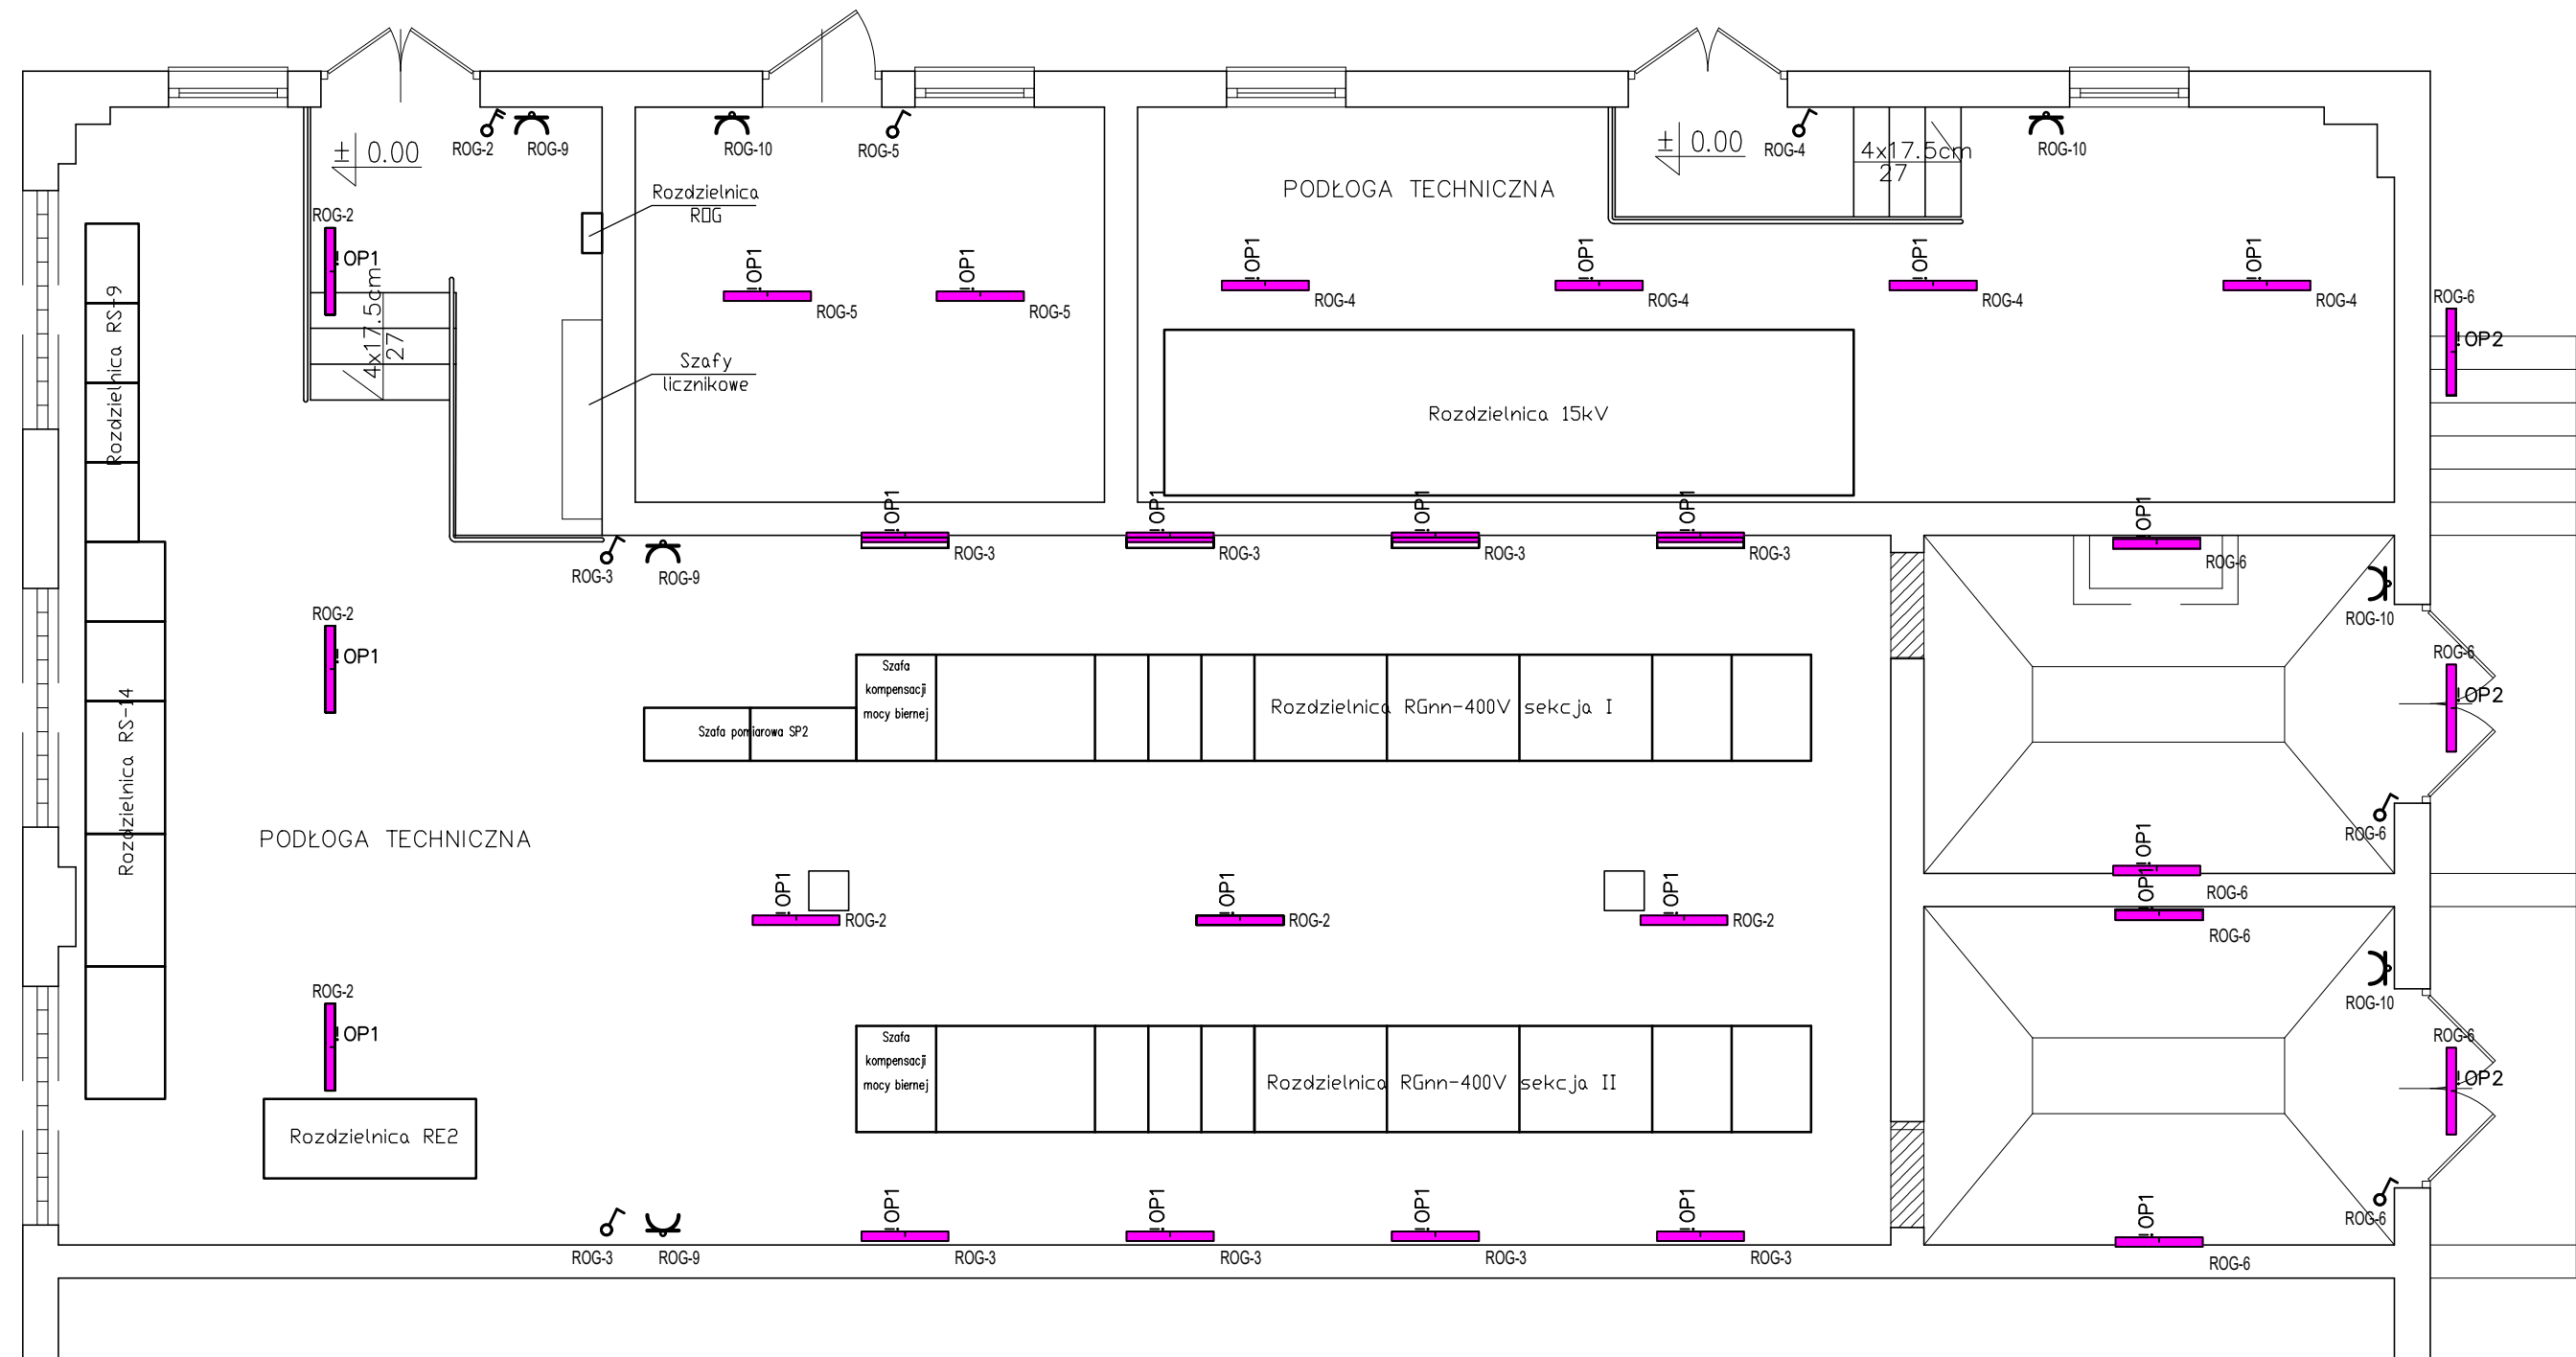 ROG-2
ROG-9
ROG-10
ROG-5
ROG-4
ROG-10
± 0.00
± 0.00
4x17.5cm
27
PODŁOGA TECHNICZNA
Rozdzielnica
ROG
ROG-2
!OP1
!OP1
ROG-5
!OP1
ROG-5
!OP1
ROG-4
!OP1
ROG-4
!OP1
ROG-4
!OP1
ROG-4
ROG-6
!OP2
4x17.5cm
27
Szafy
licznikowe
Rozdzielnica RS-9
Rozdzielnica 15kV
!OP1
ROG-3
!OP1
ROG-3
!OP1
ROG-3
!OP1
ROG-3
!OP1
ROG-6
ROG-3
ROG-9
ROG-10
ROG-2
!OP1
ROG-6
!OP2
Szafa
kompensacji
mocy biernej
Rozdzielnica RGnn-400V sekcja I
Szafa pomiarowa SP2
Rozdzielnica RS-14
PODŁOGA TECHNICZNA
ROG-6
!OP1
ROG-6
!OP1
ROG-2
!OP1
ROG-2
!OP1
ROG-2
!OP1
ROG-6
ROG-10
ROG-2
!OP1
ROG-6
!OP2
Szafa
kompensacji
mocy biernej
Rozdzielnica RGnn-400V sekcja II
Rozdzielnica RE2
!OP1
ROG-3
!OP1
ROG-3
!OP1
ROG-3
!OP1
ROG-3
!OP1
ROG-6
ROG-6
ROG-3
ROG-9